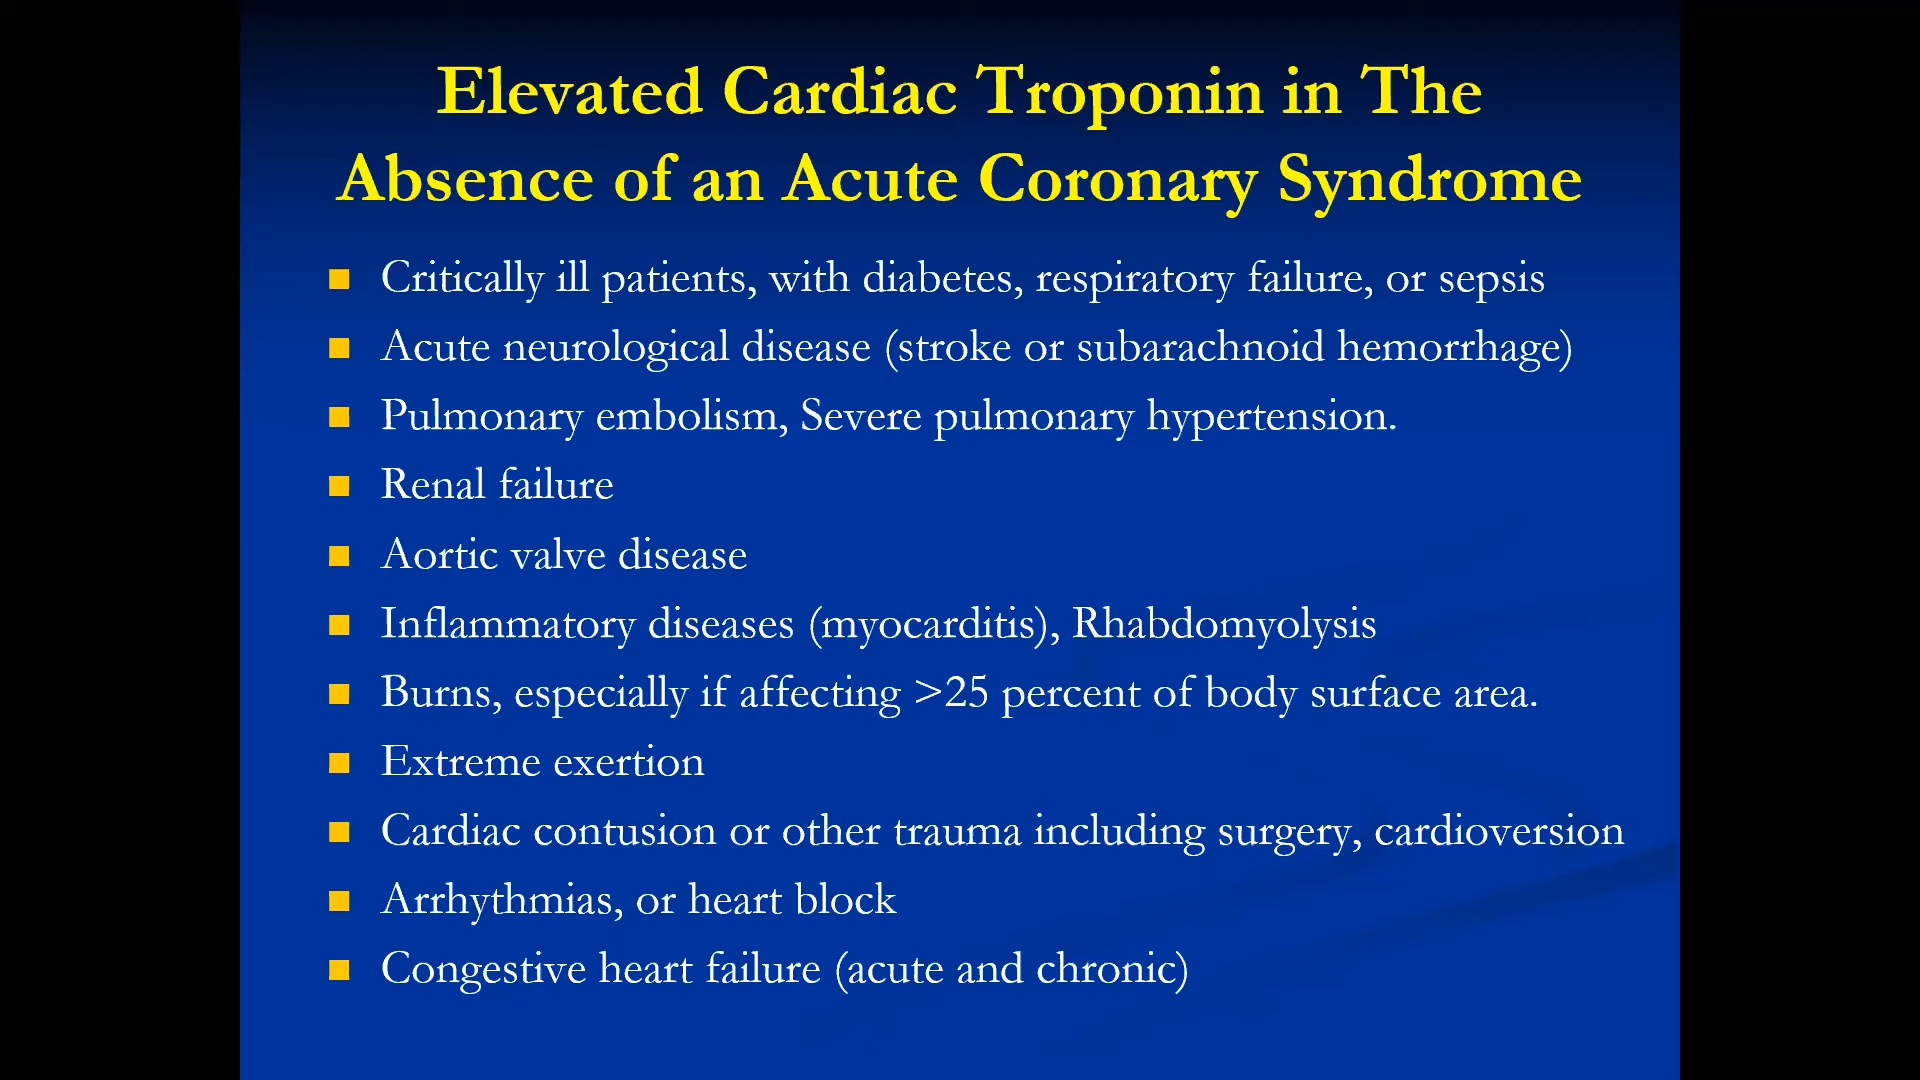 Elevated Cardiac Troponin in The
Absence of an Acute Coronary Syndrome
Critically ill patients, with diabetes, respiratory failure, or sepsis
Acute neurological disease (stroke or subarachnoid hemorrhage)
Pulmonary embolism, Severe pulmonary hypertension.
Renal failure
Aortic valve disease
Inflammatory diseases (myocarditis), Rhabdomyolysis
Burns, especially if affecting >25 percent of body surface area.
Extreme exertion
Cardiac contusion or other trauma including surgery, cardioversion
Arrhythmias, or heart block
Congestive heart failure (acute and chronic)